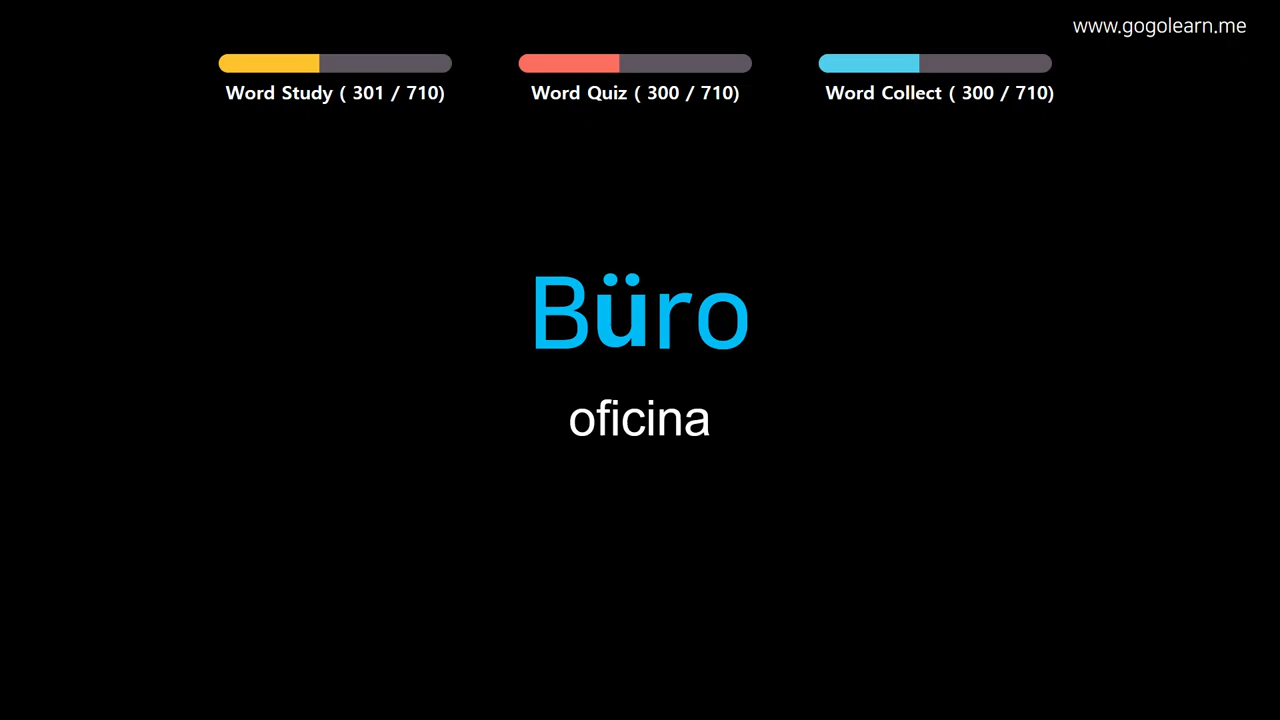 www.gogolearn.me
Word Study ( 301 / 710)
Word Quiz ( 300 / 710)
Word Collect ( 300 / 710)
Büro
oficina